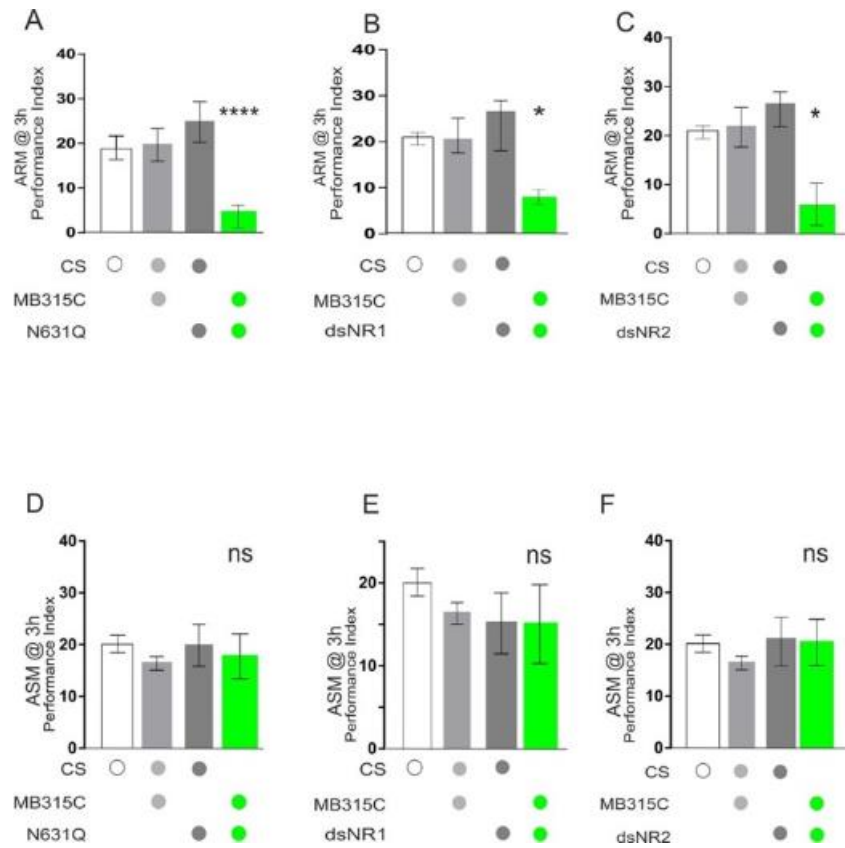 A
ARM @ 3h
Performance Index
40
30
20
10
0
****
CS
MB315C
N631Q
B
ARM @ 3h
Performance Index
40
30
20
10
0
*
CS
MB315C
dsNR1
C
ARM @ 3h
Performance Index
40
30
20
10
0
*
CS
MB315C
dsNR2
D
ASM @ 3h
Performance Index
40
30
20
10
0
ns
CS
MB315C
N631Q
E
ASM @ 3h
Performance Index
20
10
0
ns
CS
MB315C
dsNR1
F
ASM @ 3h
Performance Index
40
30
20
10
0
ns
CS
MB315C
dsNR2